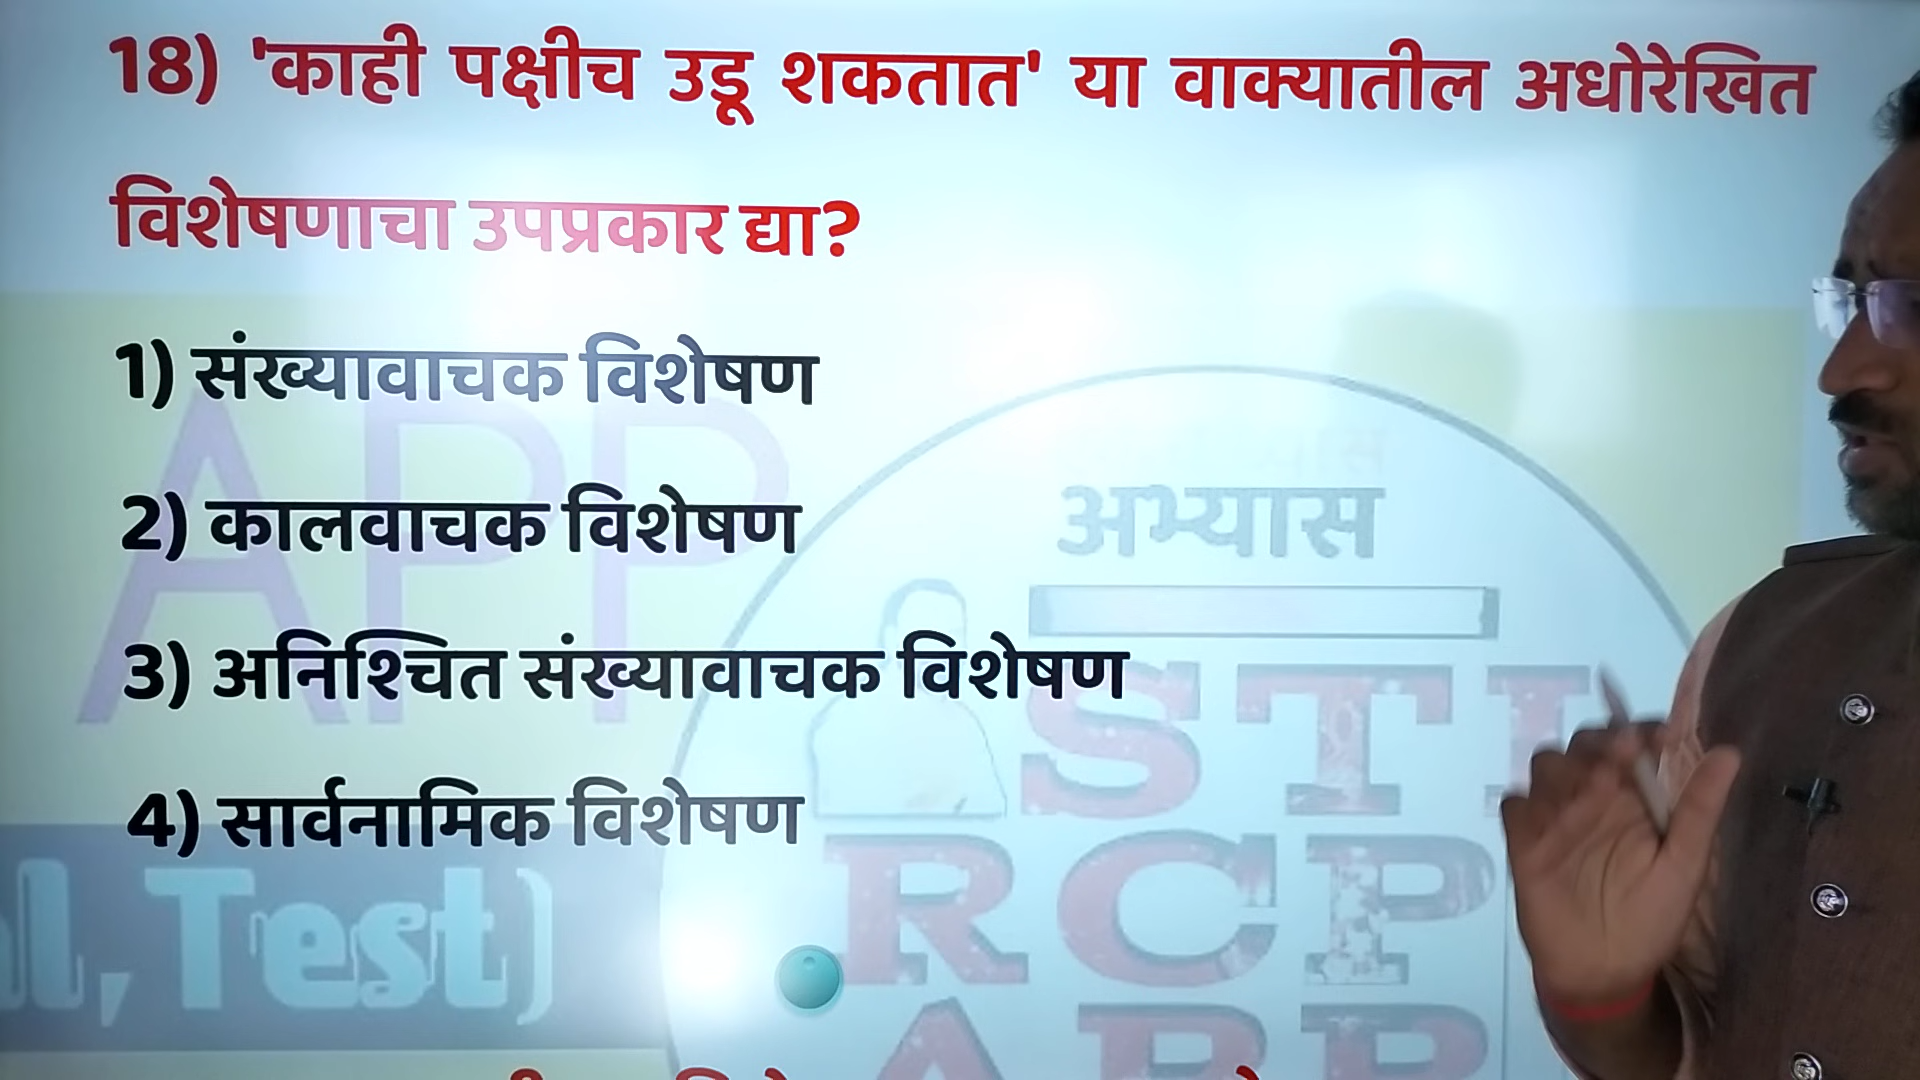 18) 'काही पक्षीच उडू शकतात' या वाक्यातील अधोरेखित
विशेषणाचा उपप्रकार द्या?
1) संख्यावाचक विशेषण
2) कालवाचक विशेषण
3) अनिश्चित संख्यावाचक विशेषण
4) सार्वनामिक विशेषण
APP
अभ्यास
STI
RCP
APP
l, Test)